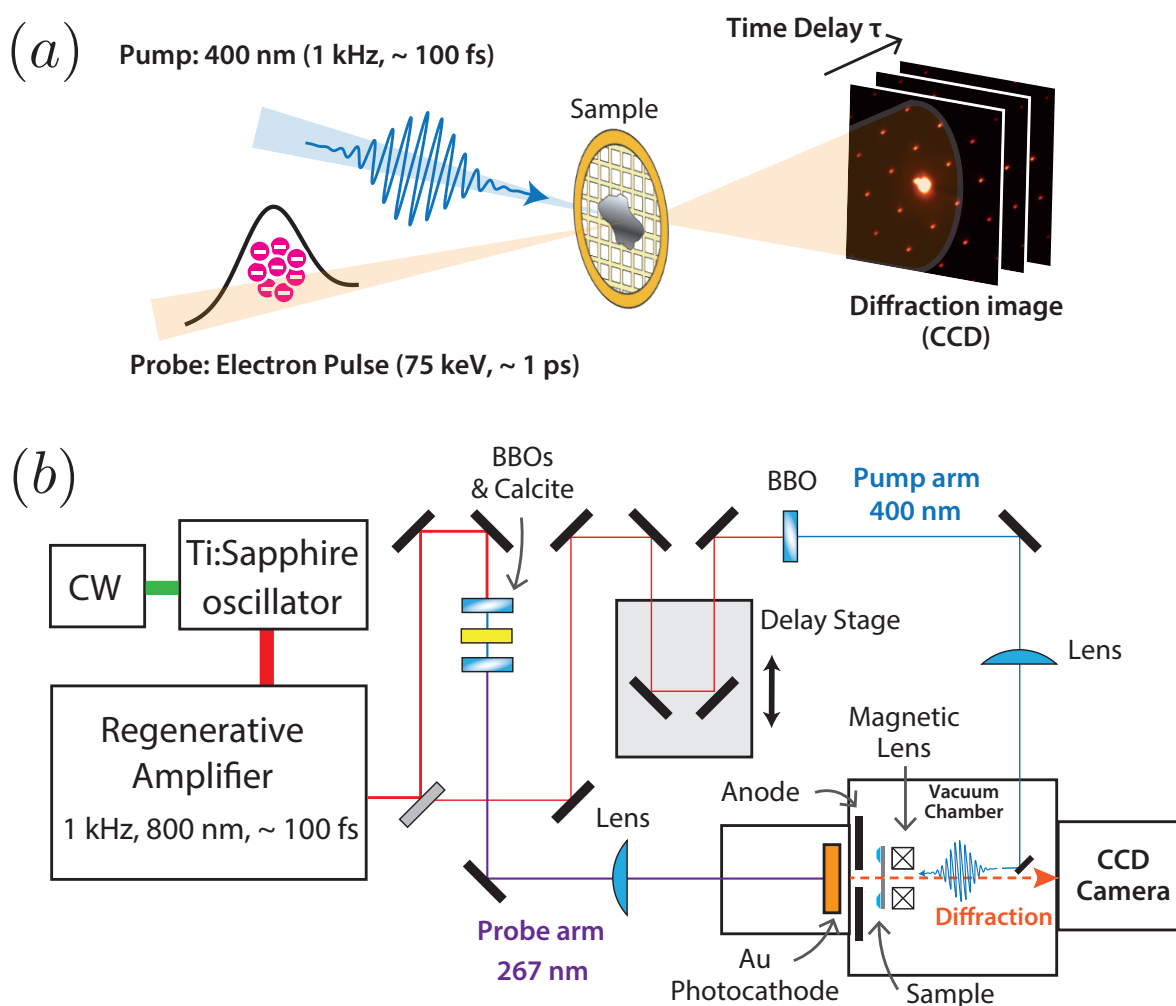 (a)
Pump: 400 nm (1 kHz, ~ 100 fs)
Sample
Time Delay τ
Diffraction image
(CCD)
Probe: Electron Pulse (75 keV, ~ 1 ps)
(b)
BBOs
& Calcite
BBO
Pump arm
400 nm
CW
Ti:Sapphire
oscillator
Delay Stage
Lens
Regenerative
Amplifier
1 kHz, 800 nm, ~ 100 fs
Magnetic
Lens
Anode
Vacuum
Chamber
Lens
CCD
Camera
Diffraction
Probe arm
267 nm
Au
Photocathode
Sample